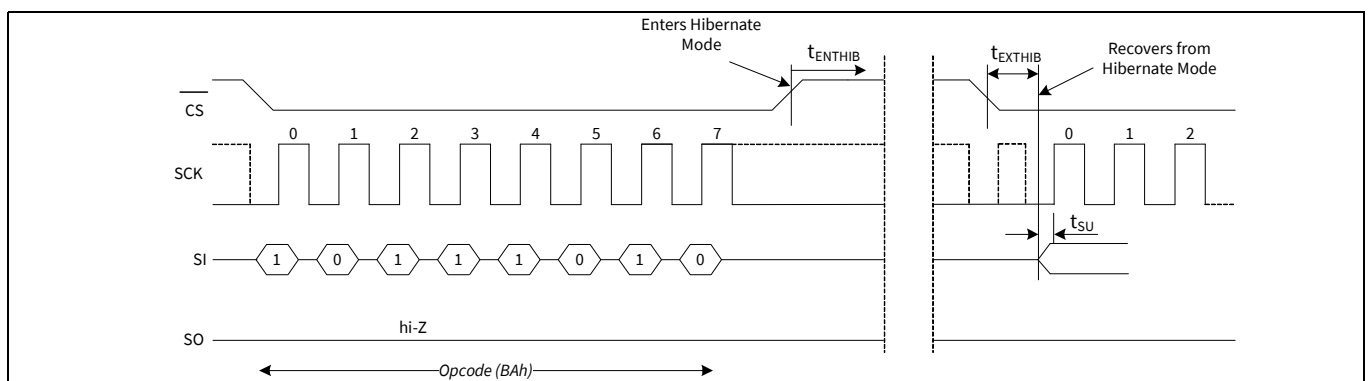 Enters Hibernate
Mode
tENTHIB
tEXTHIB
Recovers from
Hibernate Mode
CS
0 1 2 3 4 5 6 7 0 1 2
SCK
tSU
SI 1 0 1 1 1 0 1 0
hi-Z
SO
Opcode (BAh)